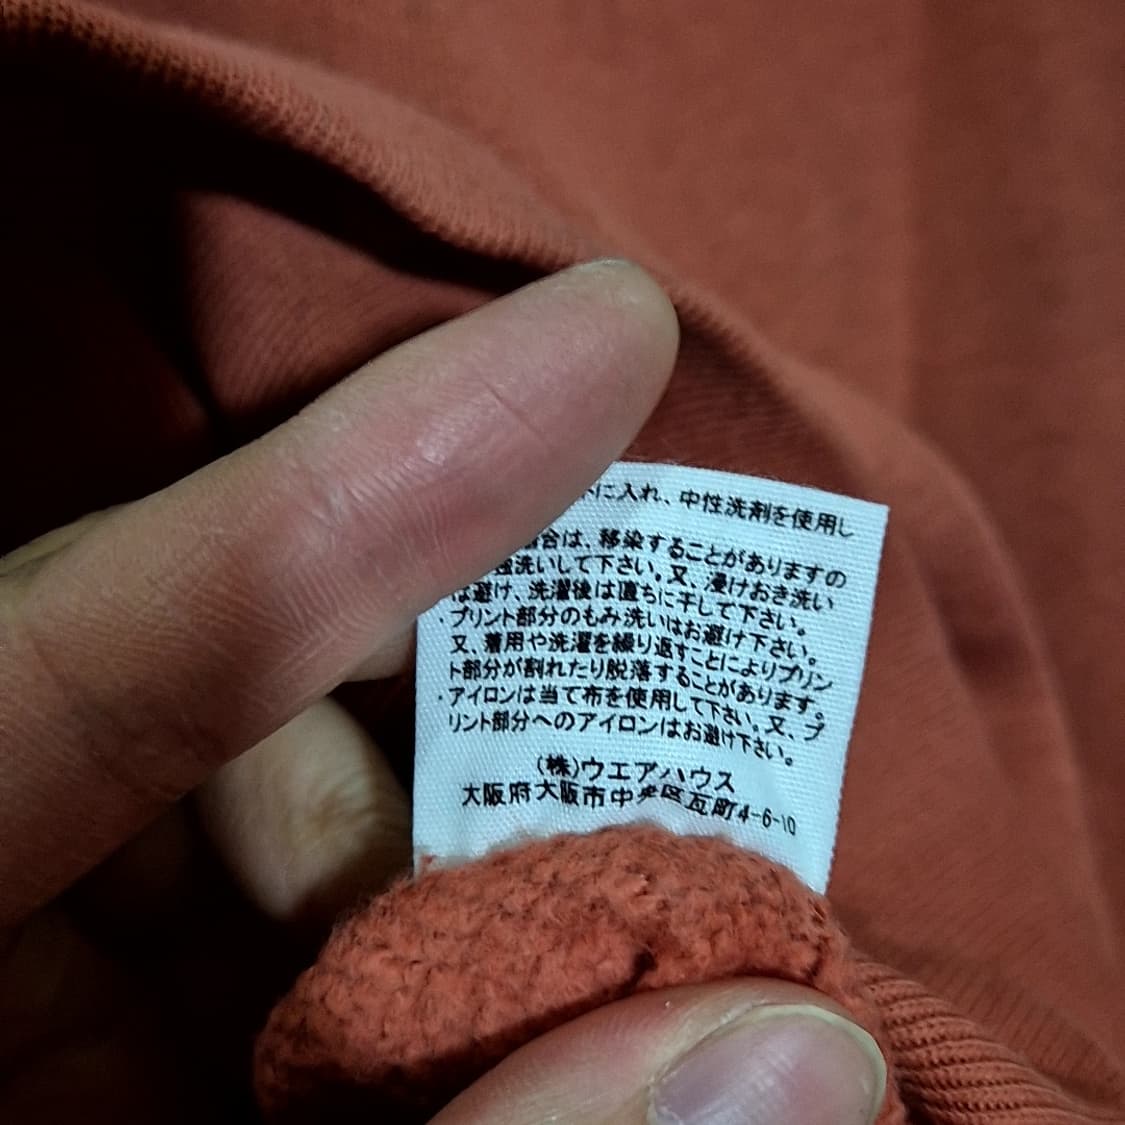 トに入れ、中性洗剤を使用し
合は、移染することがありますの
洗いして下さい。又、浸けおき洗い
は避け、洗濯後は直ちに干して下さい。
・プリント部分のもみ洗いはお避け下さい。
又、着用や洗濯を繰り返すことによりプリン
ト部分が割れたり脱落することがあります。
・アイロンは当て布を使用して下さい。又、プ
リント部分へのアイロンはお避け下さい。
(株)ウエアハウス
大阪府大阪市中央区瓦町4-6-10